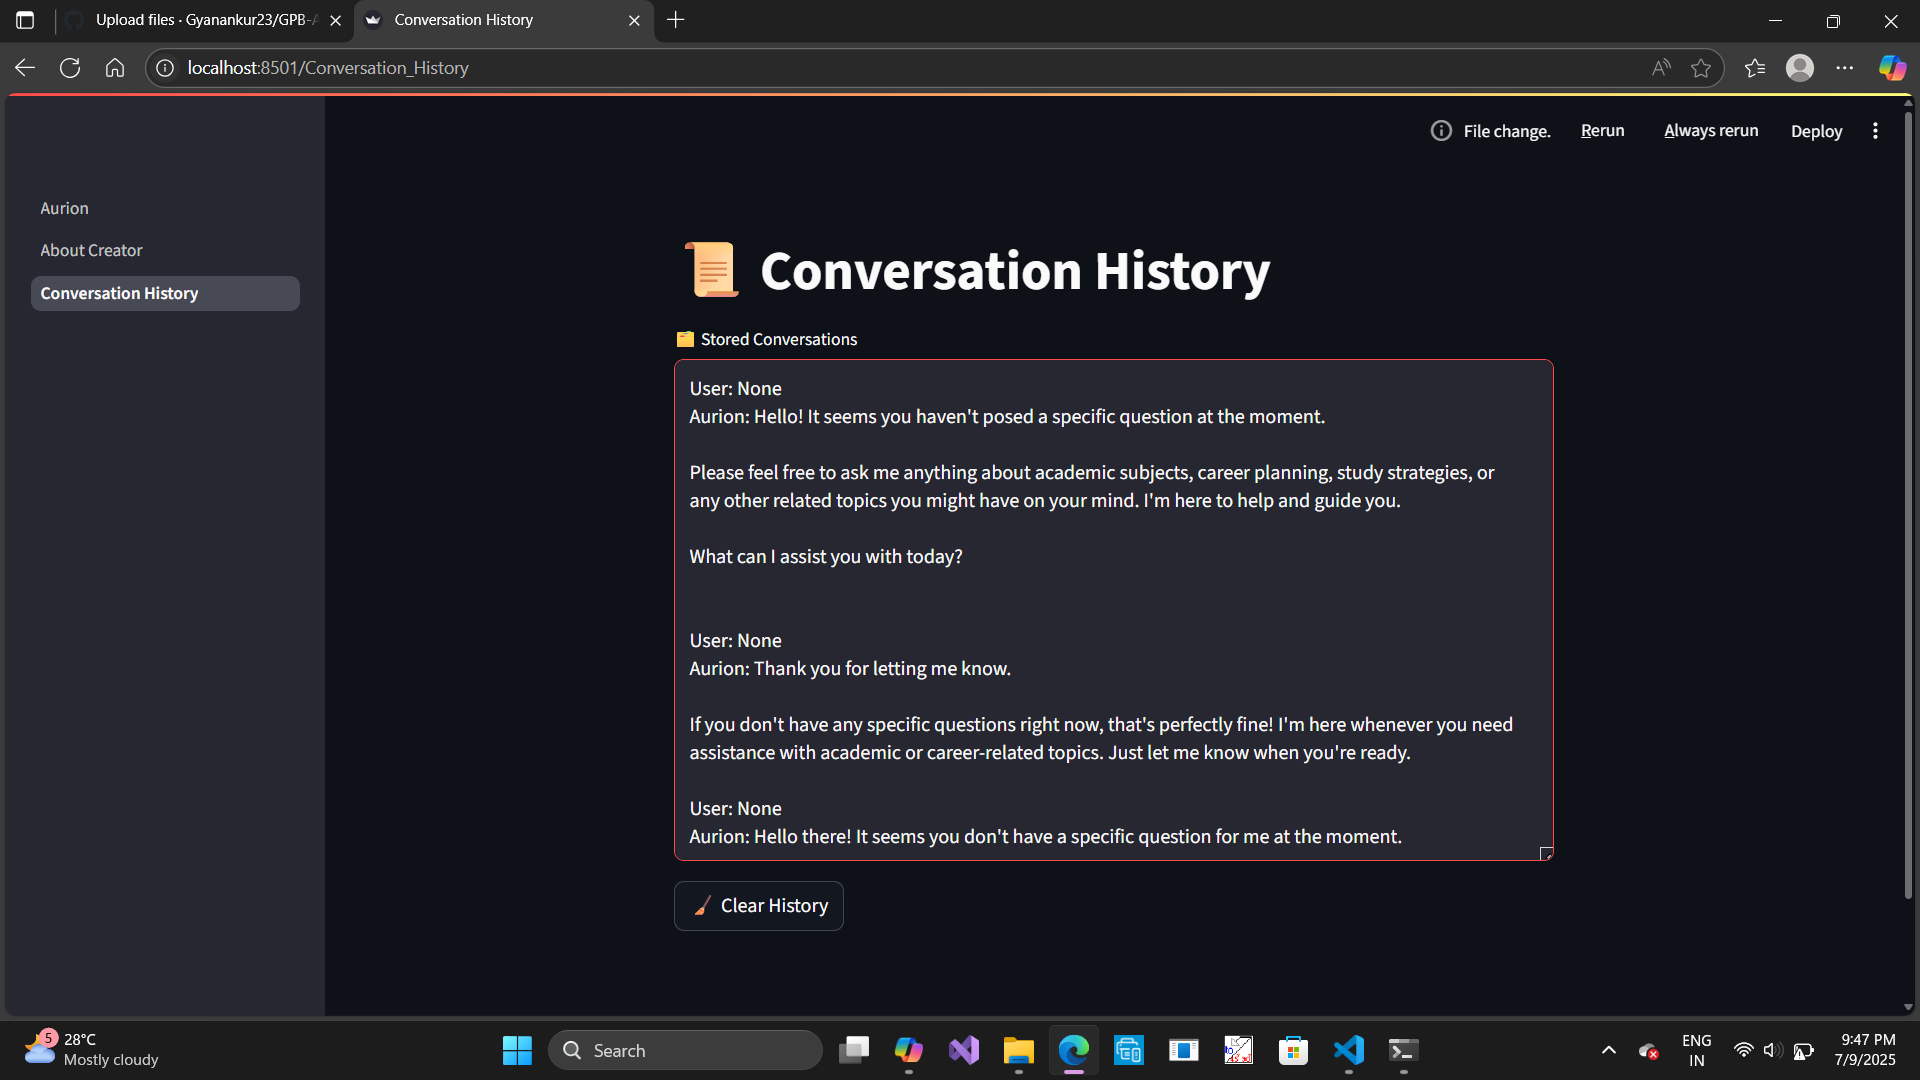 Upload files · Gyanankur23/GPB-A
Conversation History
localhost:8501/Conversation_History
File change.
Rerun
Always rerun
Deploy
Aurion
About Creator
Conversation History
Conversation History
Stored Conversations
User: None
Aurion: Hello! It seems you haven't posed a specific question at the moment.
Please feel free to ask me anything about academic subjects, career planning, study strategies, or
any other related topics you might have on your mind. I'm here to help and guide you.
What can I assist you with today?
User: None
Aurion: Thank you for letting me know.
If you don't have any specific questions right now, that's perfectly fine! I'm here whenever you need
assistance with academic or career-related topics. Just let me know when you're ready.
User: None
Aurion: Hello there! It seems you don't have a specific question for me at the moment.
Clear History
5
28°C
Mostly cloudy
Search
ENG
IN
9:47 PM
7/9/2025